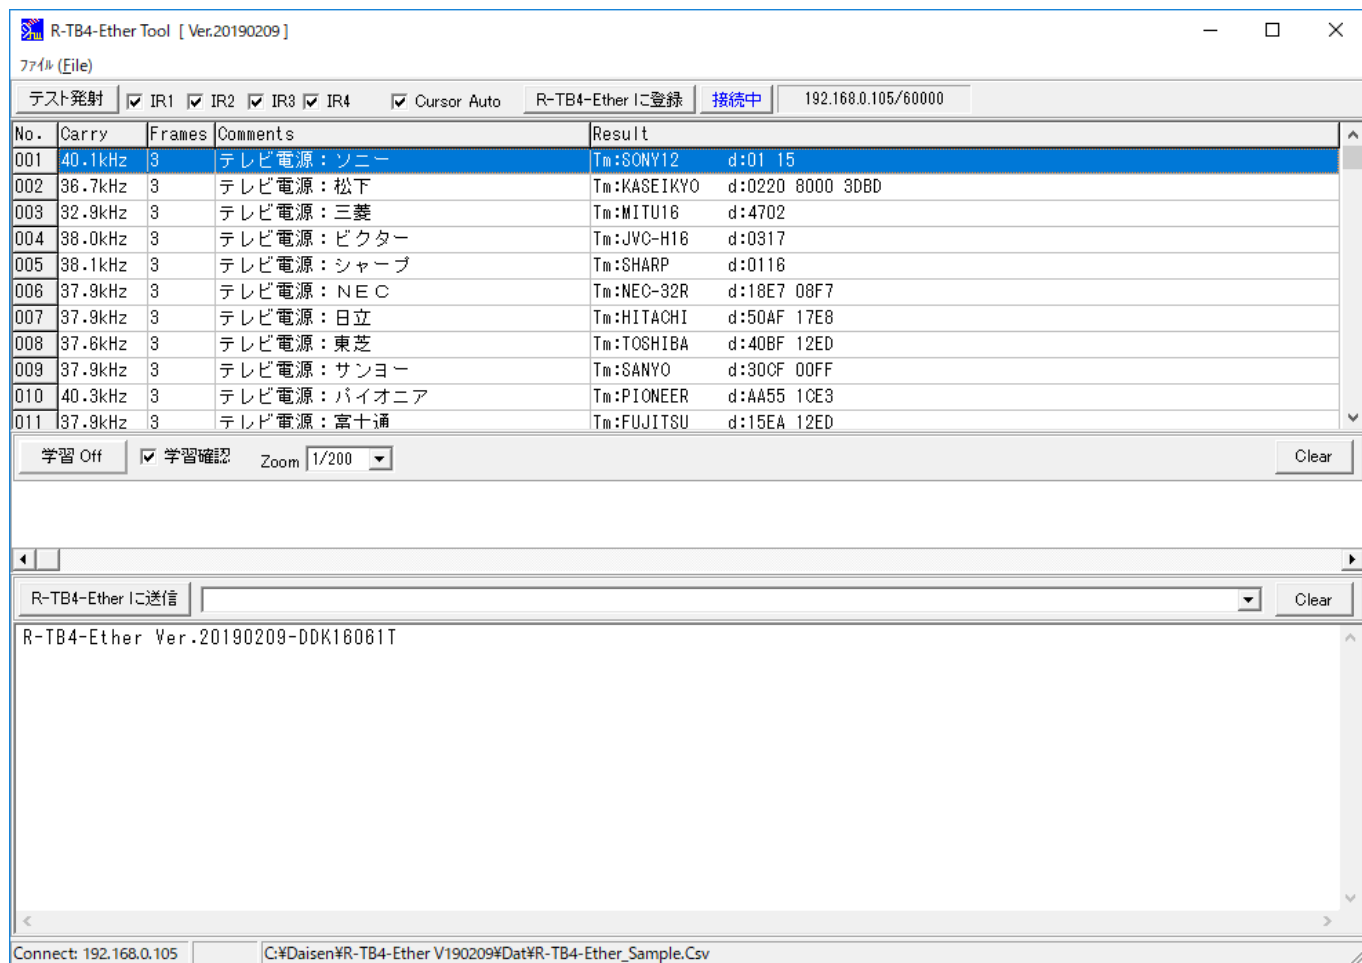 R-TB4-Ether Tool [ Ver.20190209 ]
ﾌｧｲﾙ (File)
テスト発射 IR1 IR2 IR3 IR4 Cursor Auto R-TB4-Ether に登録 接続中 192.168.0.105/60000
No. Carry Frames Comments Result
001 40.1kHz 3 テレビ電源：ソニー Tm:SONY12 d:01 15
002 36.7kHz 3 テレビ電源：松下 Tm:KASEIKYO d:0220 8000 3DBD
003 32.9kHz 3 テレビ電源：三菱 Tm:MITU16 d:4702
004 38.0kHz 3 テレビ電源：ビクター Tm:JVC-H16 d:0317
005 38.1kHz 3 テレビ電源：シャープ Tm:SHARP d:0116
006 37.9kHz 3 テレビ電源：ＮＥＣ Tm:NEC-32R d:18E7 08F7
007 37.9kHz 3 テレビ電源：日立 Tm:HITACHI d:50AF 17E8
008 37.6kHz 3 テレビ電源：東芝 Tm:TOSHIBA d:40BF 12ED
009 37.9kHz 3 テレビ電源：サンヨー Tm:SANYO d:30CF 00FF
010 40.3kHz 3 テレビ電源：パイオニア Tm:PIONEER d:AA55 1CE3
011 37.9kHz 3 テレビ電源：富士通 Tm:FUJITSU d:15EA 12ED
学習 Off 学習確認 Zoom 1/200 Clear
R-TB4-Ether に送信 Clear
R-TB4-Ether Ver.20190209-DDK16061T
Connect: 192.168.0.105 C:¥Daisen¥R-TB4-Ether V190209¥Dat¥R-TB4-Ether_Sample.Csv